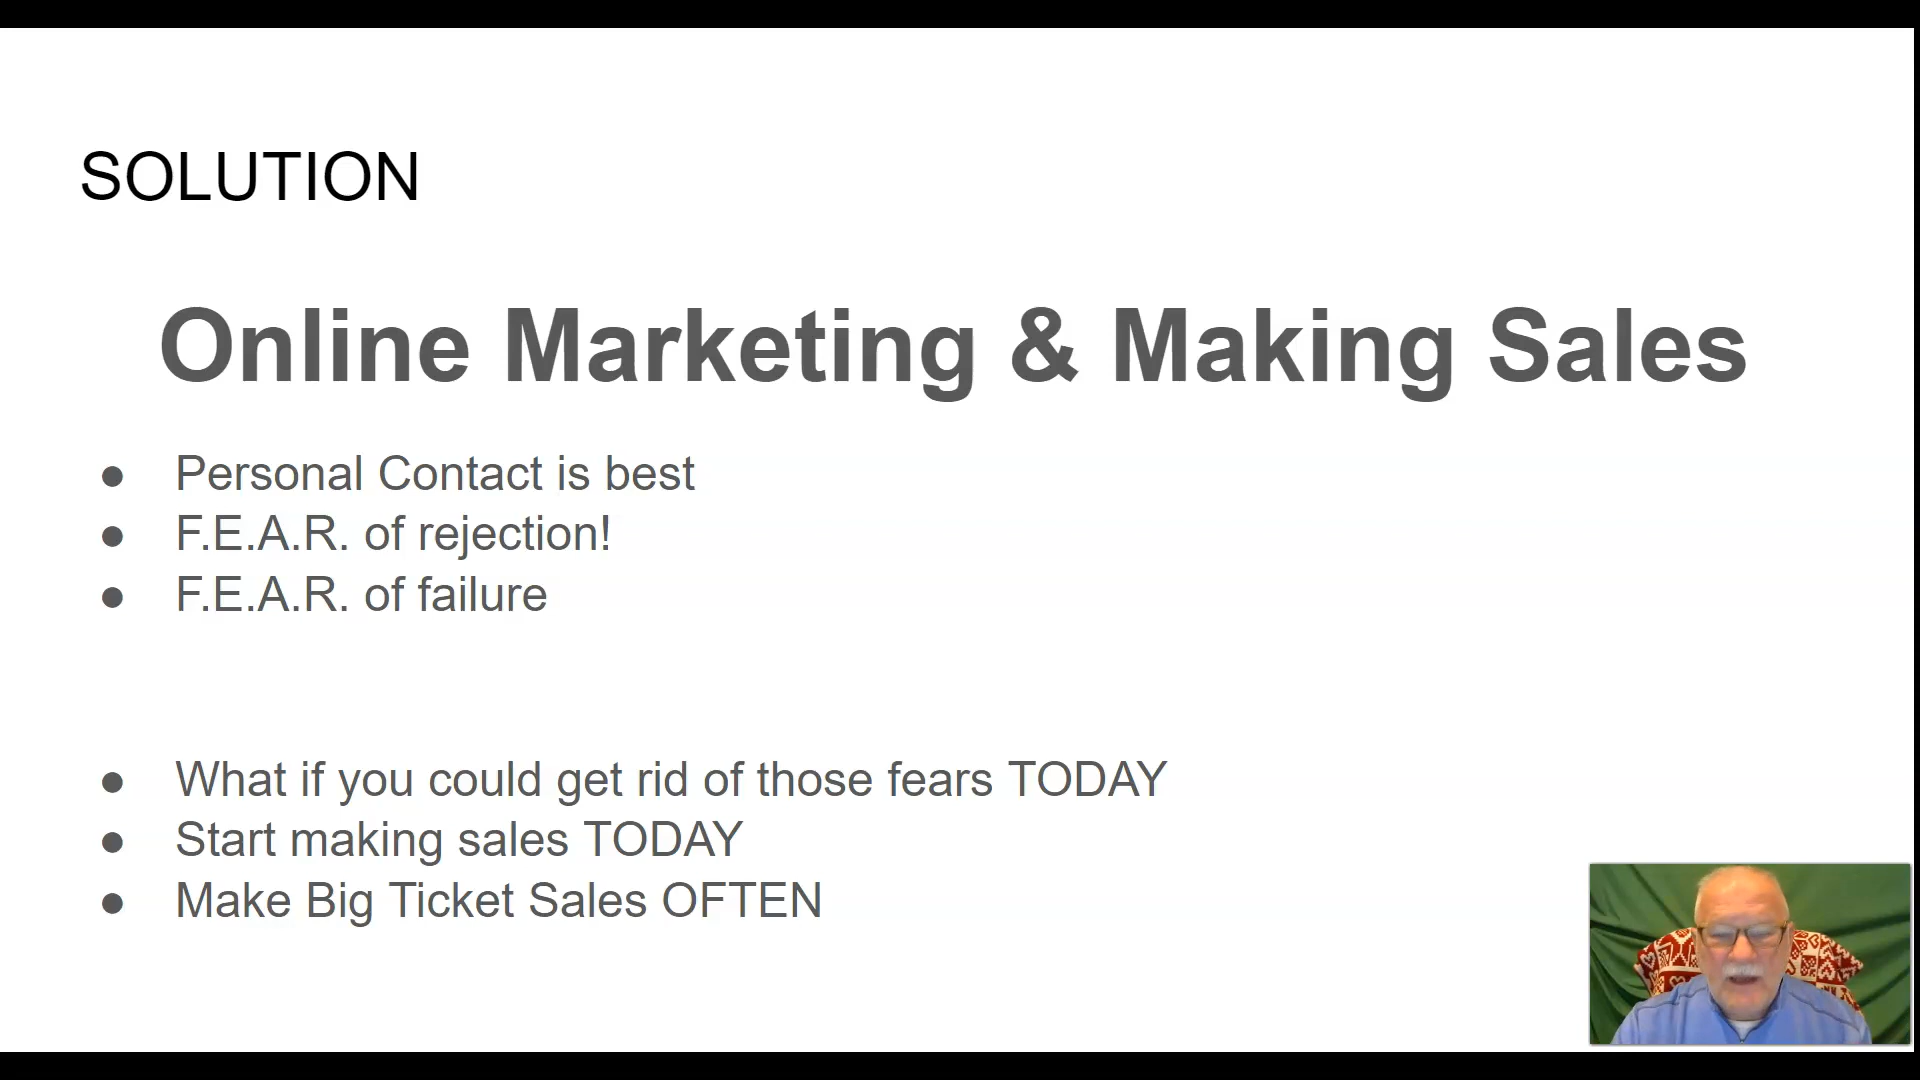 SOLUTION
Online Marketing & Making Sales
● Personal Contact is best
● F.E.A.R. of rejection!
● F.E.A.R. of failure
● What if you could get rid of those fears TODAY
● Start making sales TODAY
● Make Big Ticket Sales OFTEN